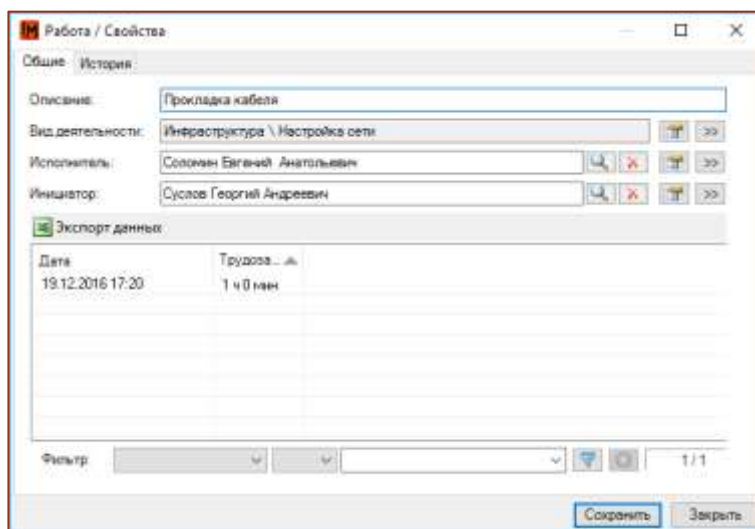 Работа / Свойства
Общие История
Описание: Прокладка кабеля
Вид деятельности: Инфраструктура \ Настройка сети >>
Исполнитель: Соломин Евгений Анатольевич >>
Инициатор: Суслов Георгий Андреевич >>
Экспорт данных
Дата Трудоза...
19.12.2016 17:20 1 ч 0 мин
Фильтр: 1 / 1
Сохранить Закрыть